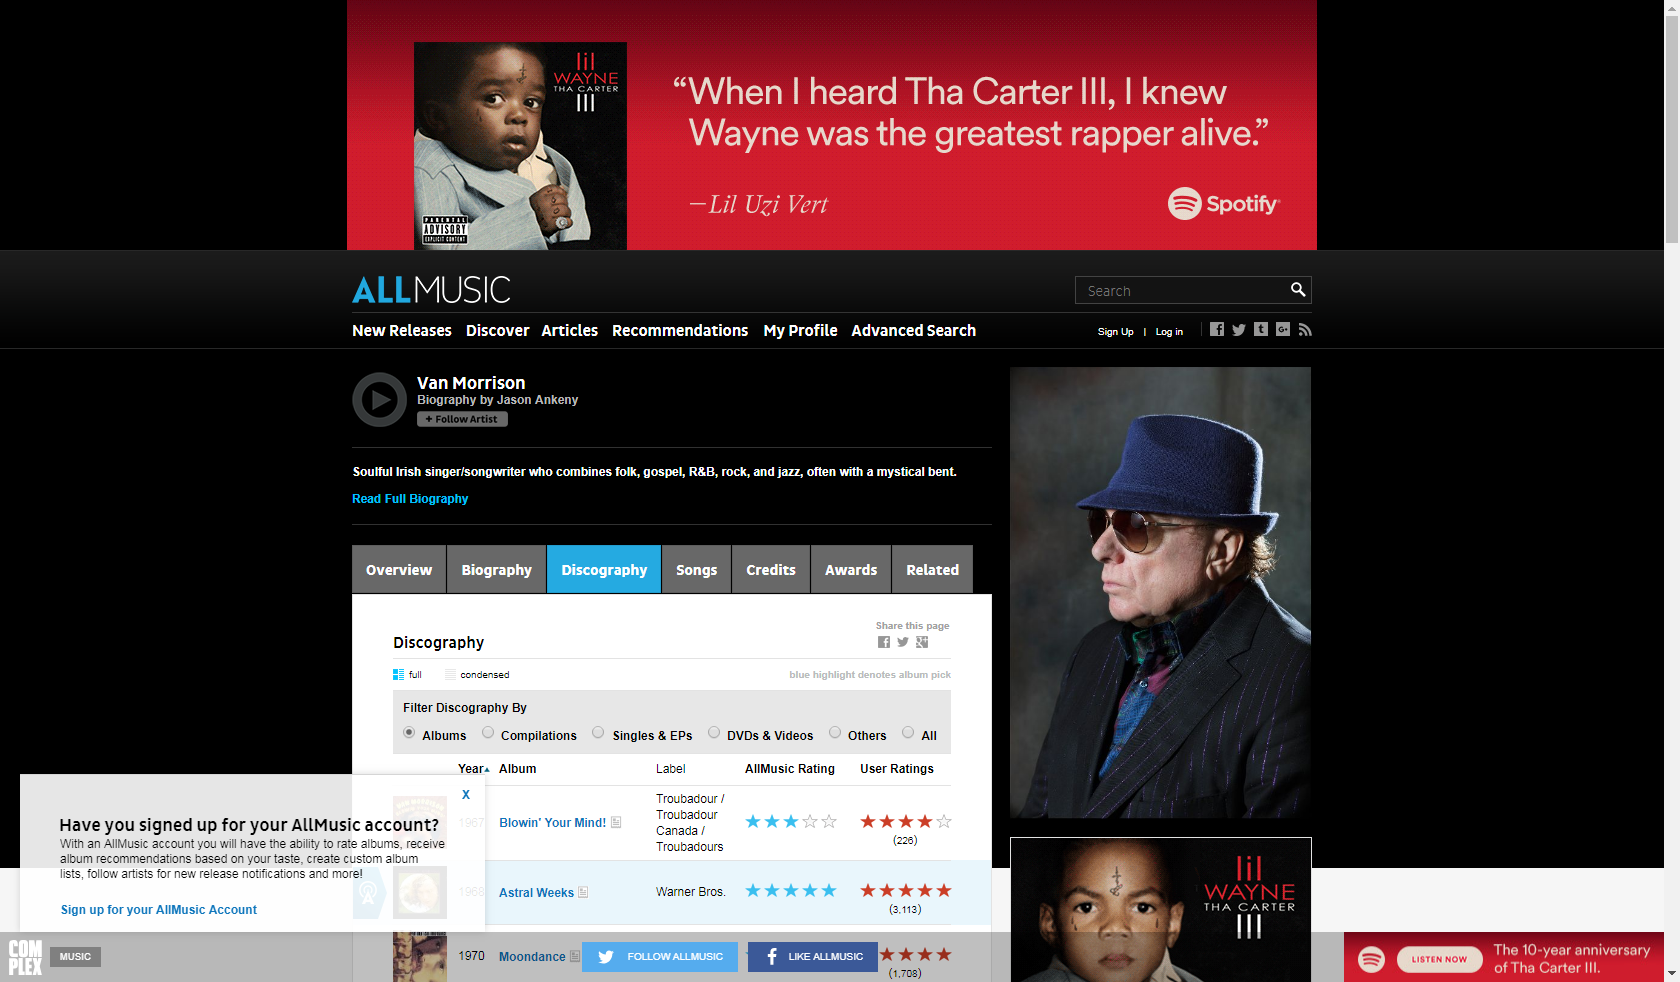 lil
WAYNE
THA CARTER
III
PARENTAL
ADVISORY
EXPLICIT CONTENT
“When I heard Tha Carter III, I knew
Wayne was the greatest rapper alive.”
—Lil Uzi Vert
Spotify
ALLMUSIC
Search
New Releases Discover Articles Recommendations My Profile Advanced Search
Sign Up | Log in
Van Morrison
Biography by Jason Ankeny
+ Follow Artist
Soulful Irish singer/songwriter who combines folk, gospel, R&B, rock, and jazz, often with a mystical bent.
Read Full Biography
Overview Biography Discography Songs Credits Awards Related
Share this page
Discography
full condensed blue highlight denotes album pick
Filter Discography By
Albums Compilations Singles & EPs DVDs & Videos Others All
Year Album Label AllMusic Rating User Ratings
1967 Blowin' Your Mind! Troubadour /
Troubadour
Canada /
Troubadours
(226)
1968 Astral Weeks Warner Bros.
(3,113)
1970 Moondance
(1,708)
X
Have you signed up for your AllMusic account?
With an AllMusic account you will have the ability to rate albums, receive
album recommendations based on your taste, create custom album
lists, follow artists for new release notifications and more!
Sign up for your AllMusic Account
lil
WAYNE
THA CARTER
III
COM
PLEX
MUSIC
FOLLOW ALLMUSIC
LIKE ALLMUSIC
LISTEN NOW
The 10-year anniversary
of Tha Carter III.